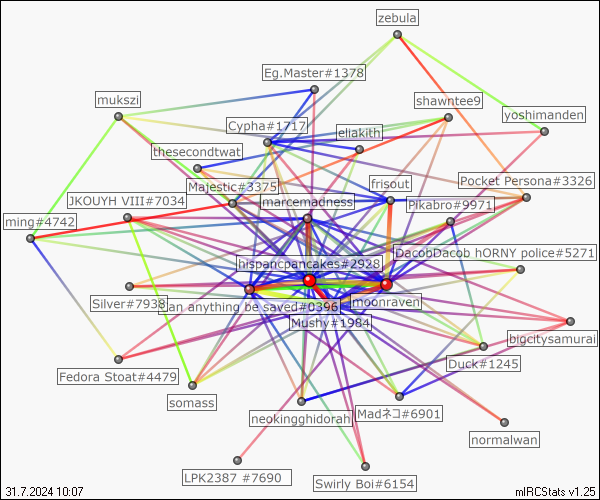 zebula
Eg.Master#1378
mukszi
shawntee9
yoshimanden
Cypha#1717
eliakith
thesecondtwat
Pocket Persona#3326
Majestic#3375
frisout
JKOUYH VIII#7034
marcemadness
Pikabro#9971
ming#4742
DacobDacob hORNY police#5271
hispanicpancakes#2928
Silver#7938
an anything be saved#0396
moonraven
Mushy#1984
bigcitysamurai
Duck#1245
Fedora Stoat#4479
somass
neokingghidorah
Madネコ#6901
normalwan
LPK2387 #7690
Swirly Boi#6154
31.7.2024 10:07
mIRCStats v1.25